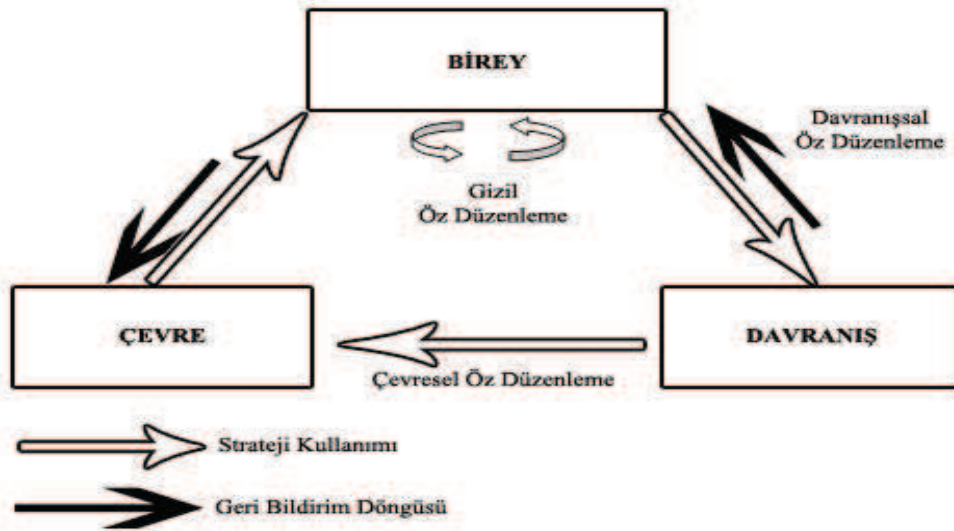 BİREY
Davranışsal
Öz Düzenleme
Gizil
Öz Düzenleme
ÇEVRE
DAVRANIŞ
Çevresel Öz Düzenleme
Strateji Kullanımı
Geri Bildirim Döngüsü